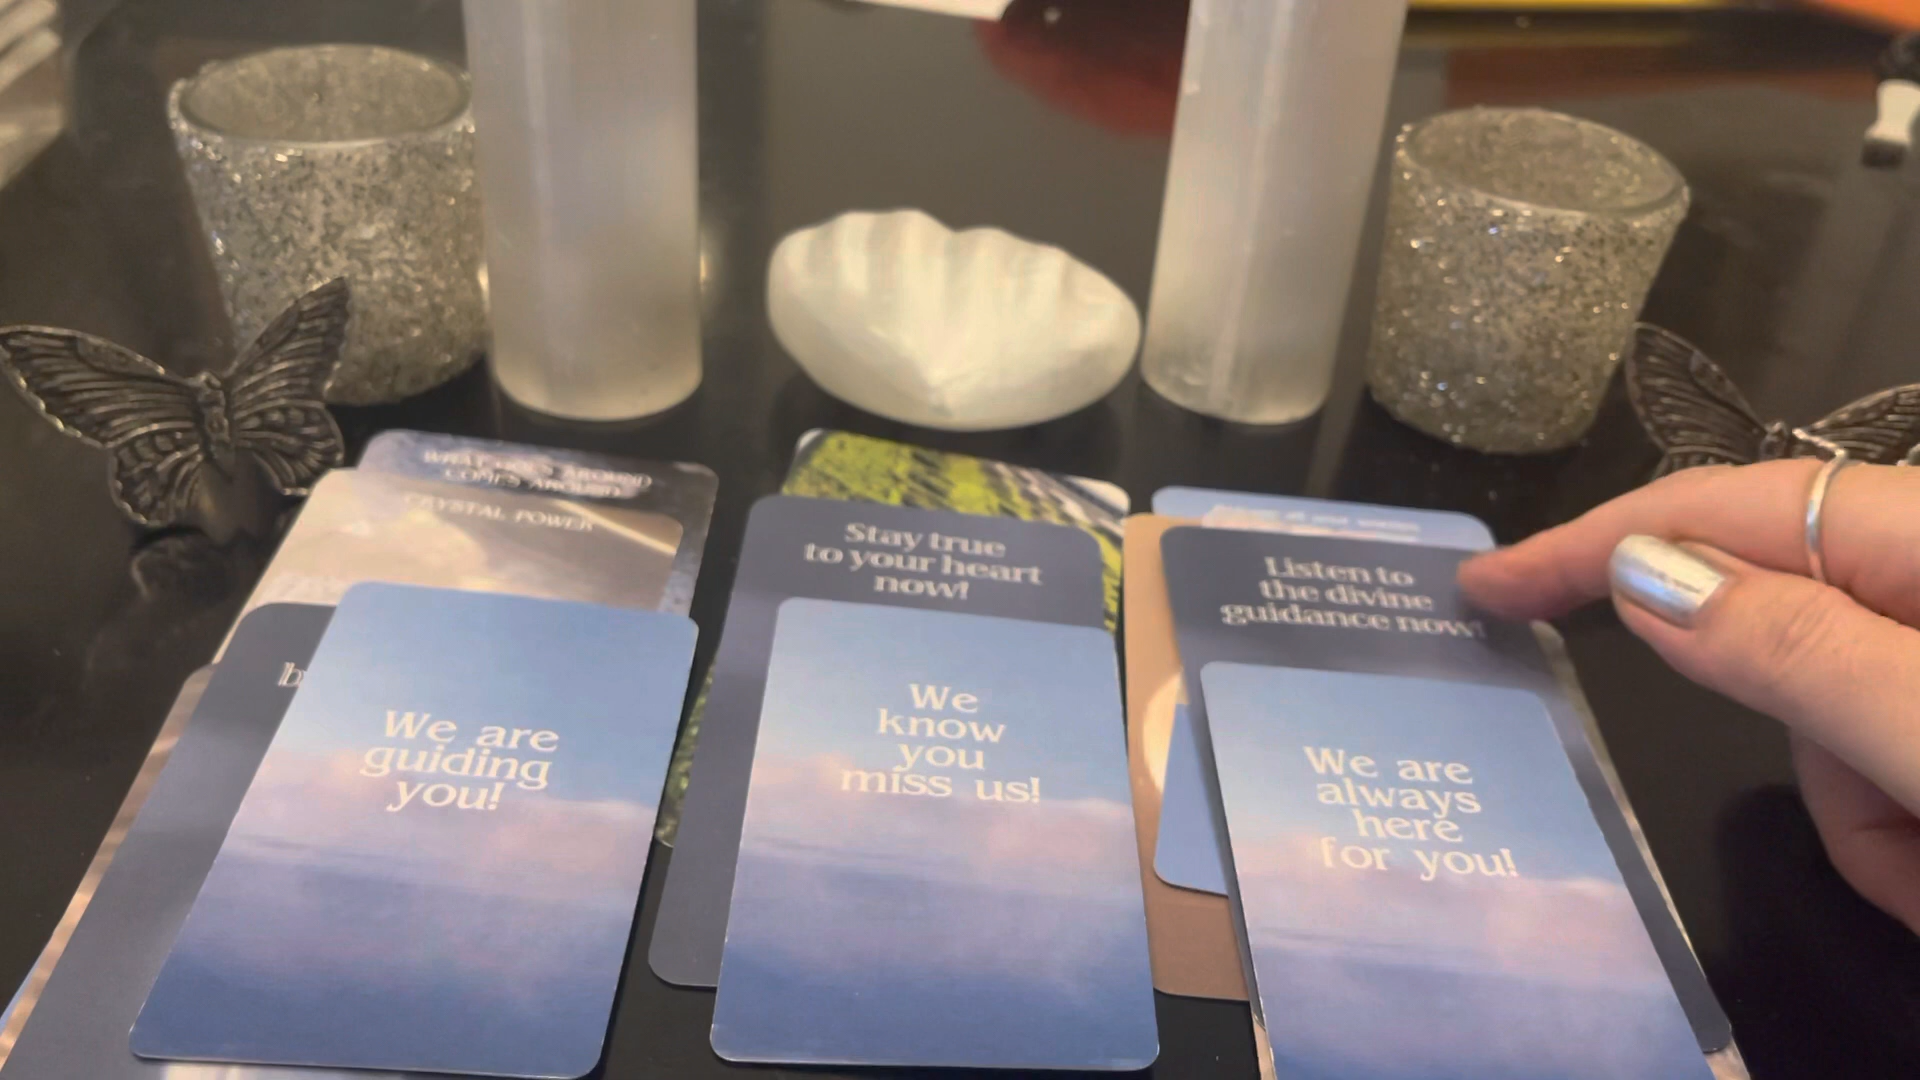 WHAT GOES AROUND
COMES AROUND
CRYSTAL POWER
We are
guiding
you!
Stay true
to your heart
now!
We
know
you
miss us!
Listen to
the divine
guidance now!
We are
always
here
for you!